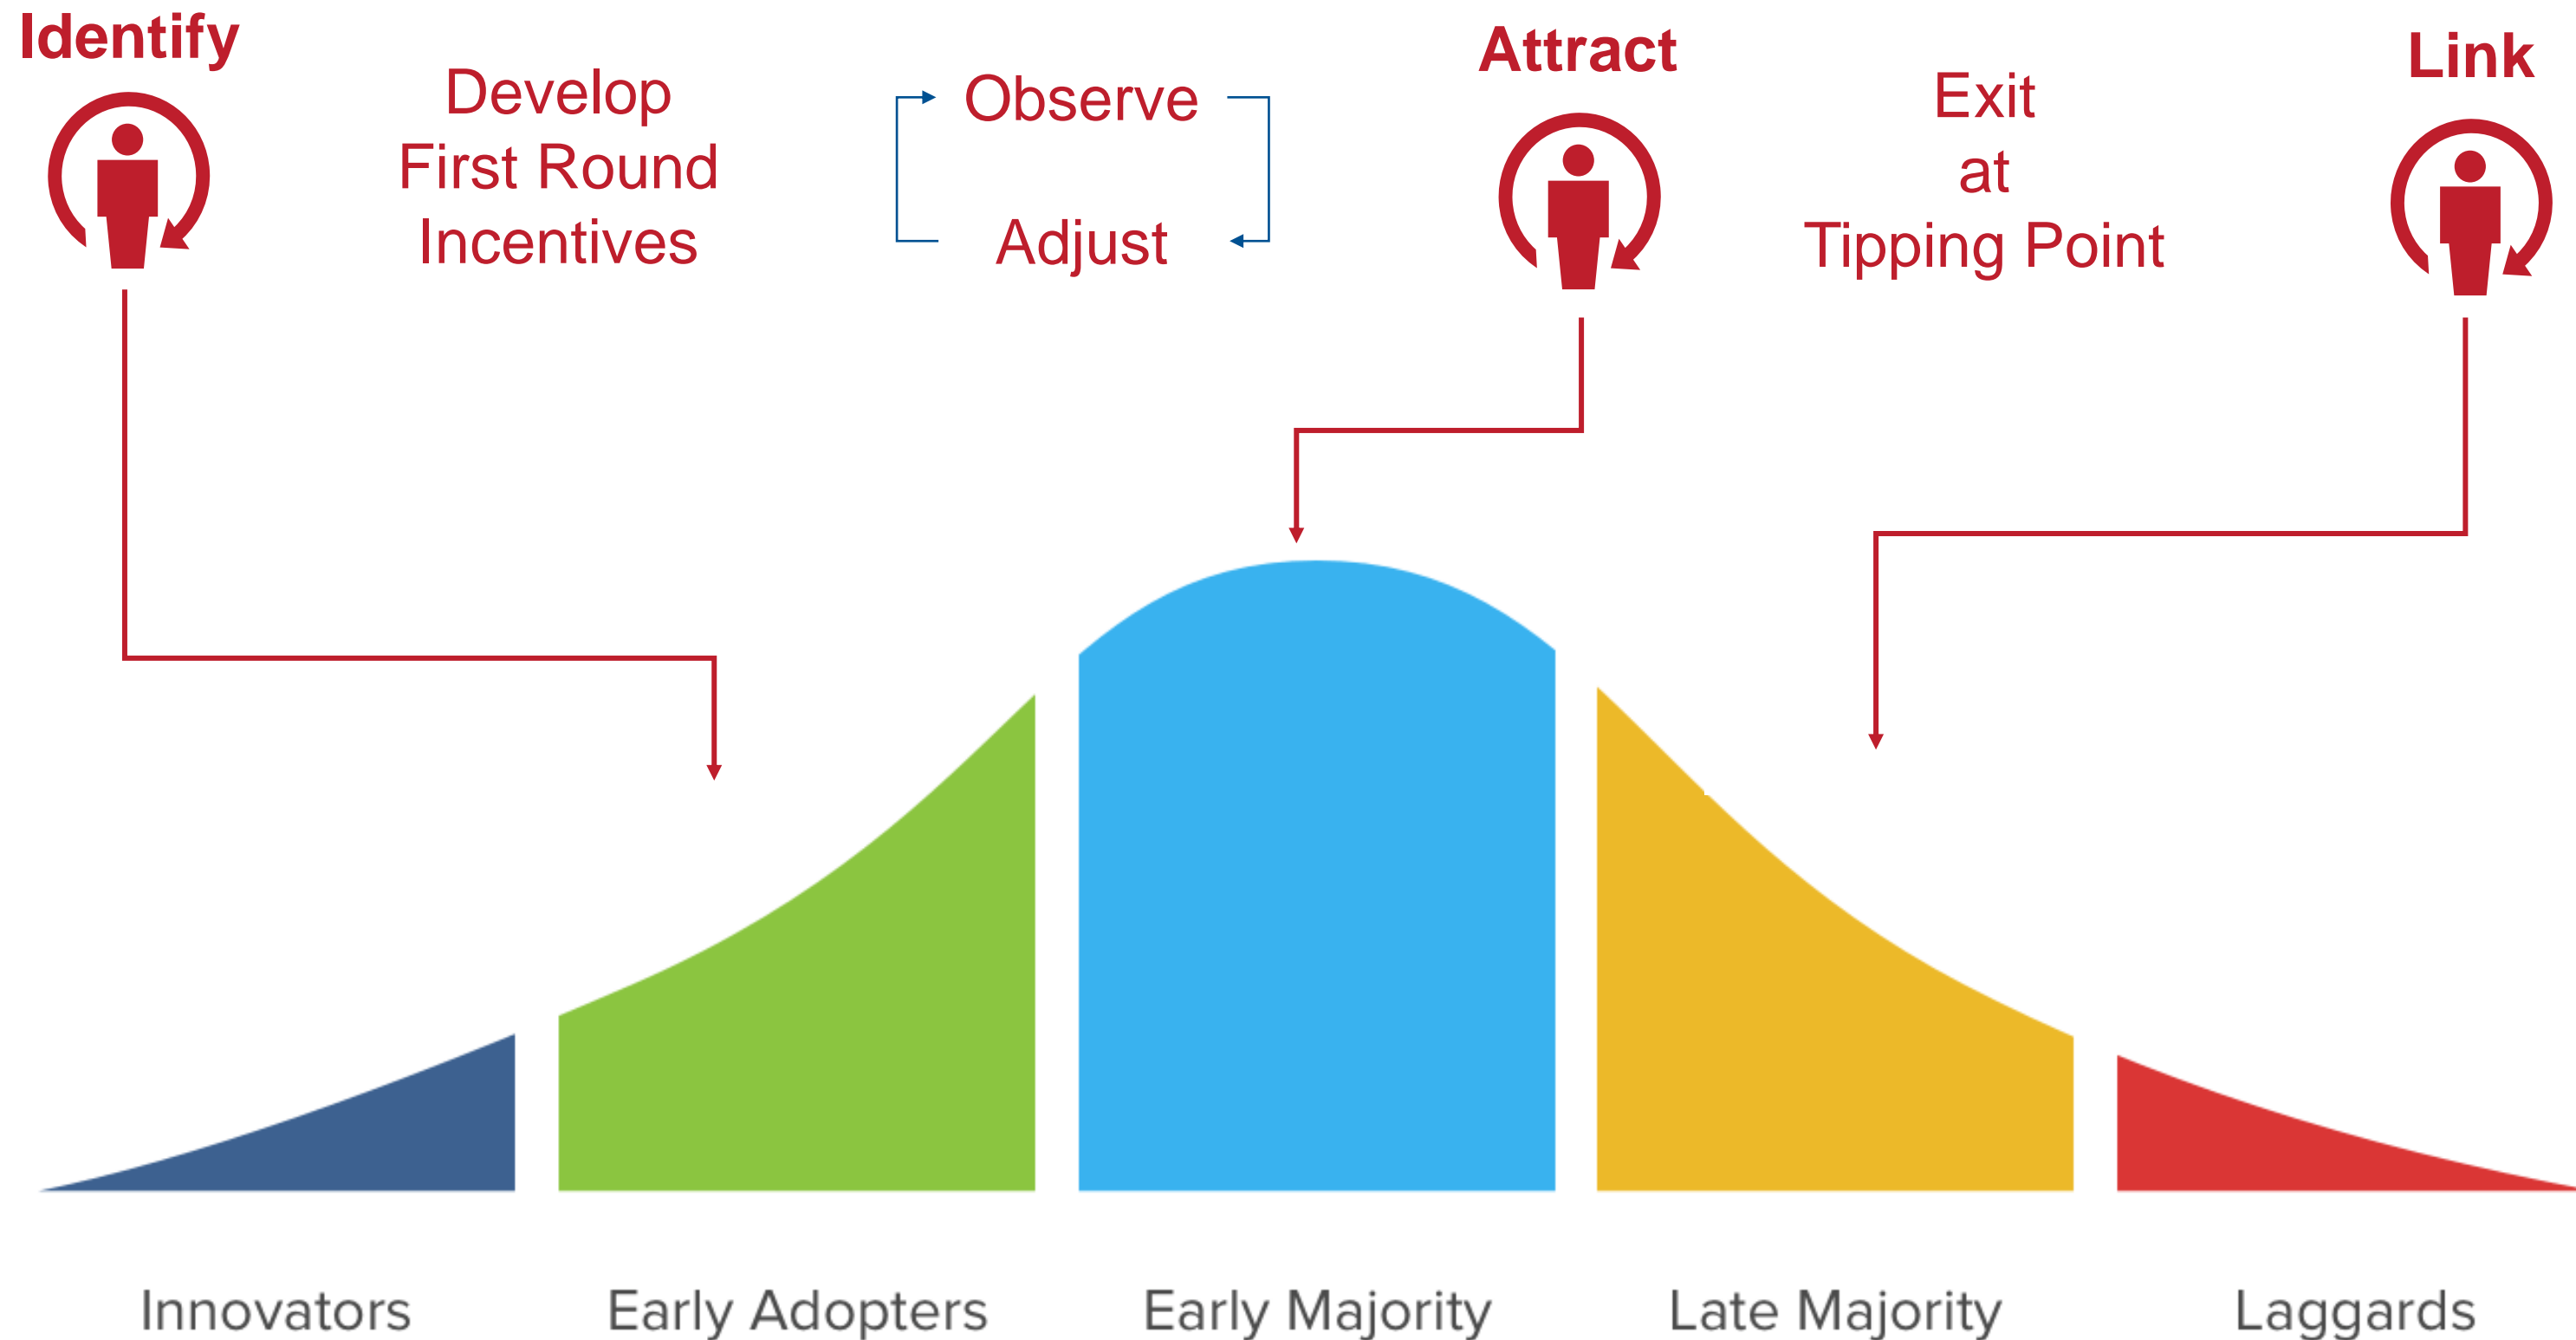 Identify
Develop
First Round
Incentives
Observe
Adjust
Attract
Exit
at
Tipping Point
Link
Innovators
Early Adopters
Early Majority
Late Majority
Laggards